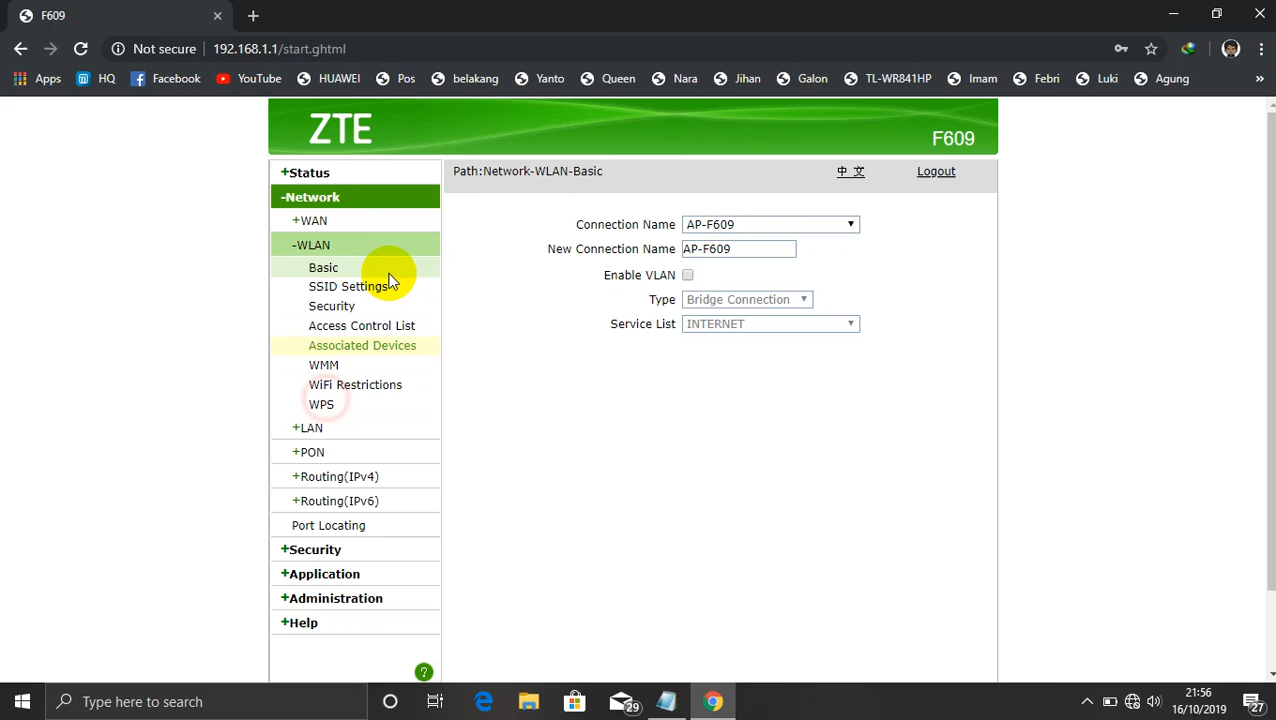 F609
Not secure
192.168.1.1/start.ghtml
Apps
HQ
Facebook
YouTube
HUAWEI
Pos
belakang
Yanto
Queen
Nara
Jihan
Galon
TL-WR841HP
Imam
Febri
Luki
Agung
»
ZTE
F609
+Status
Path:Network-WLAN-Basic
中 文
Logout
-Network
+WAN
-WLAN
Basic
SSID Settings
Security
Access Control List
Associated Devices
WMM
WiFi Restrictions
WPS
+LAN
+PON
+Routing(IPv4)
+Routing(IPv6)
Port Locating
+Security
+Application
+Administration
+Help
?
Connection Name AP-F609
New Connection Name AP-F609
Enable VLAN
Type Bridge Connection
Service List INTERNET
Type here to search
29
21:56
16/10/2019
27